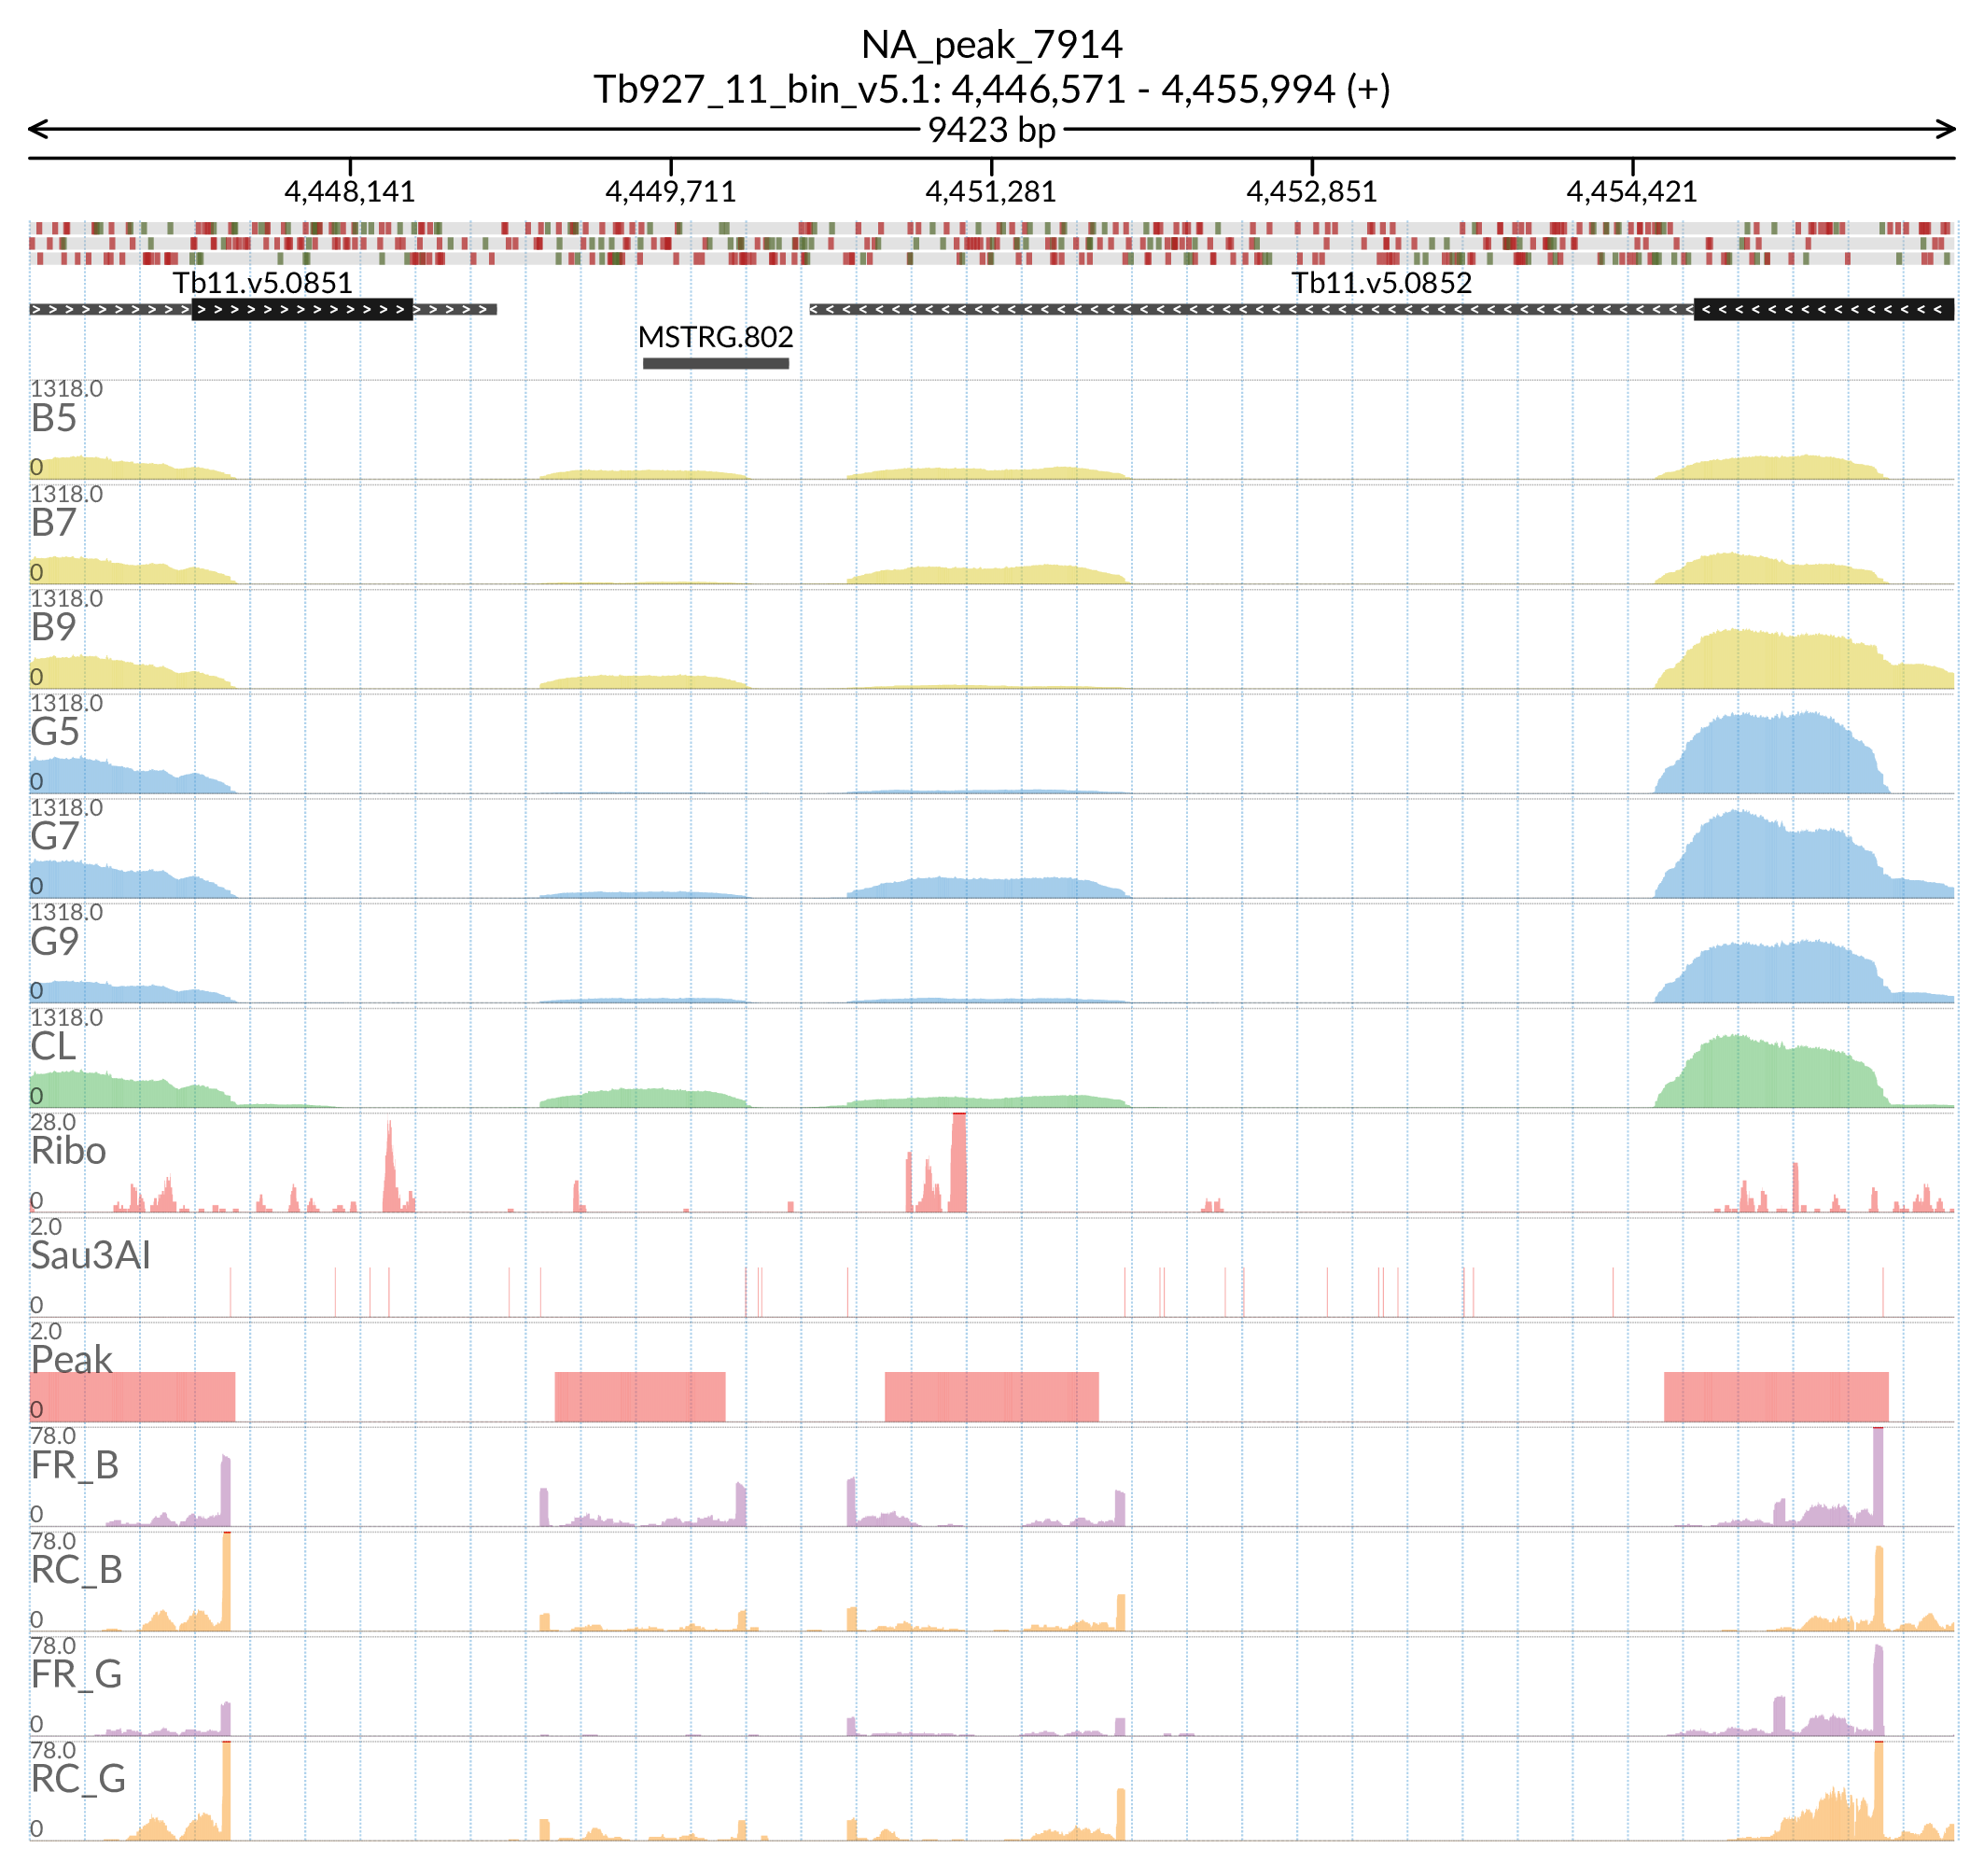 NA_peak_7914
Tb927_11_bin_v5.1: 4,446,571 - 4,455,994 (+)
9423 bp
4,448,141 4,449,711 4,451,281 4,452,851 4,454,421
Tb11.v5.0851 Tb11.v5.0852
MSTRG.802
1318.0
B5
0
1318.0
B7
0
1318.0
B9
0
1318.0
G5
0
1318.0
G7
0
1318.0
G9
0
1318.0
CL
0
28.0
Ribo
0
2.0
Sau3AI
0
2.0
Peak
0
78.0
FR_B
0
78.0
RC_B
0
78.0
FR_G
0
78.0
RC_G
0